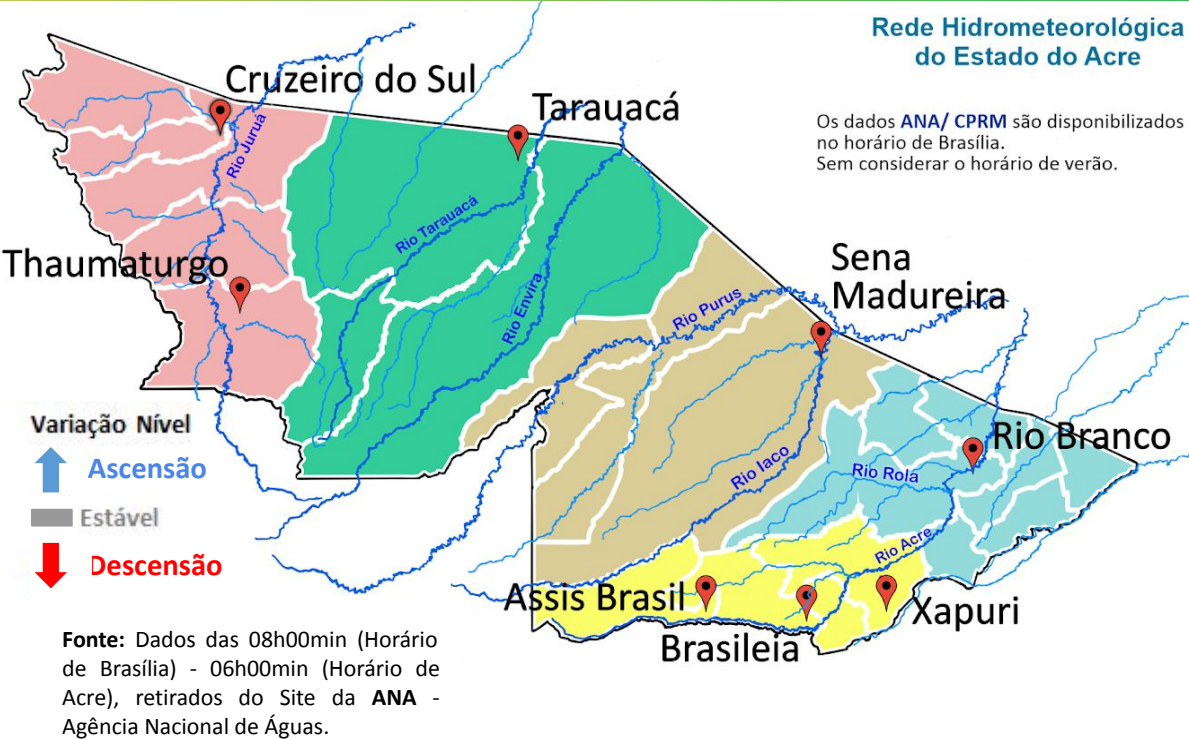 Rede Hidrometeorológica
do Estado do Acre
Os dados ANA/ CPRM são disponibilizados
no horário de Brasília.
Sem considerar o horário de verão.
Cruzeiro do Sul
Tarauacá
Rio Juruá
Rio Tarauacá
Thaumaturgo
Rio Envira
Sena
Madureira
Rio Purus
Variação Nível
Ascensão
Estável
Descensão
Rio Branco
Rio Iaco
Rio Rola
Rio Acre
Assis Brasil
Xapuri
Brasileia
Fonte: Dados das 08h00min (Horário
de Brasília) - 06h00min (Horário de
Acre), retirados do Site da ANA -
Agência Nacional de Águas.